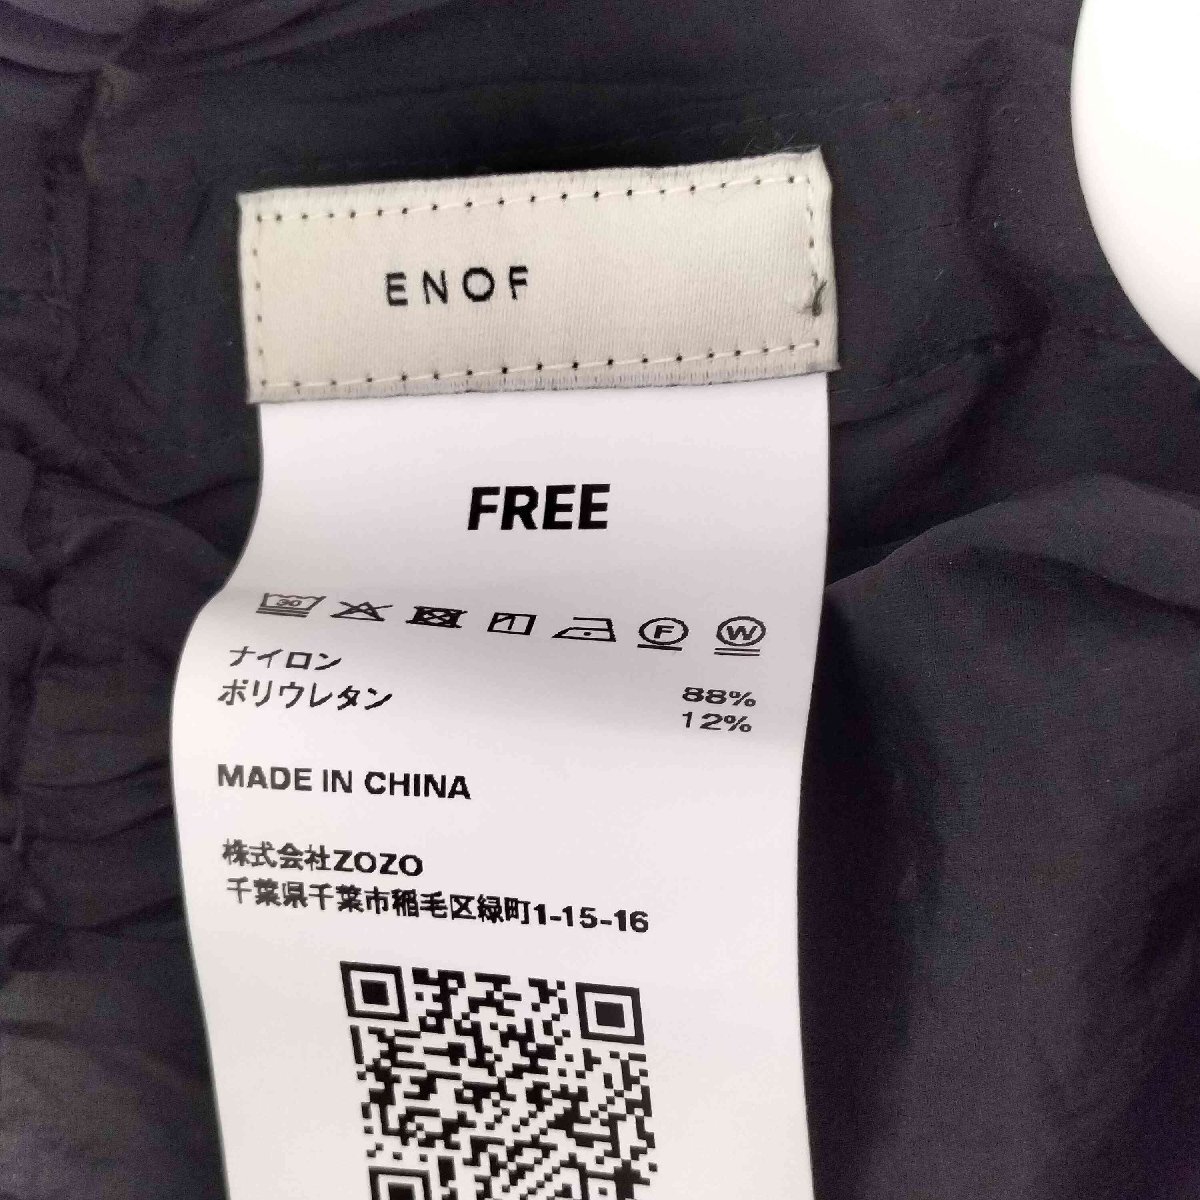 ENOF
FREE
30 F W
ナイロン 88%
ポリウレタン 12%
MADE IN CHINA
株式会社ZOZO
千葉県千葉市稲毛区緑町1-15-16